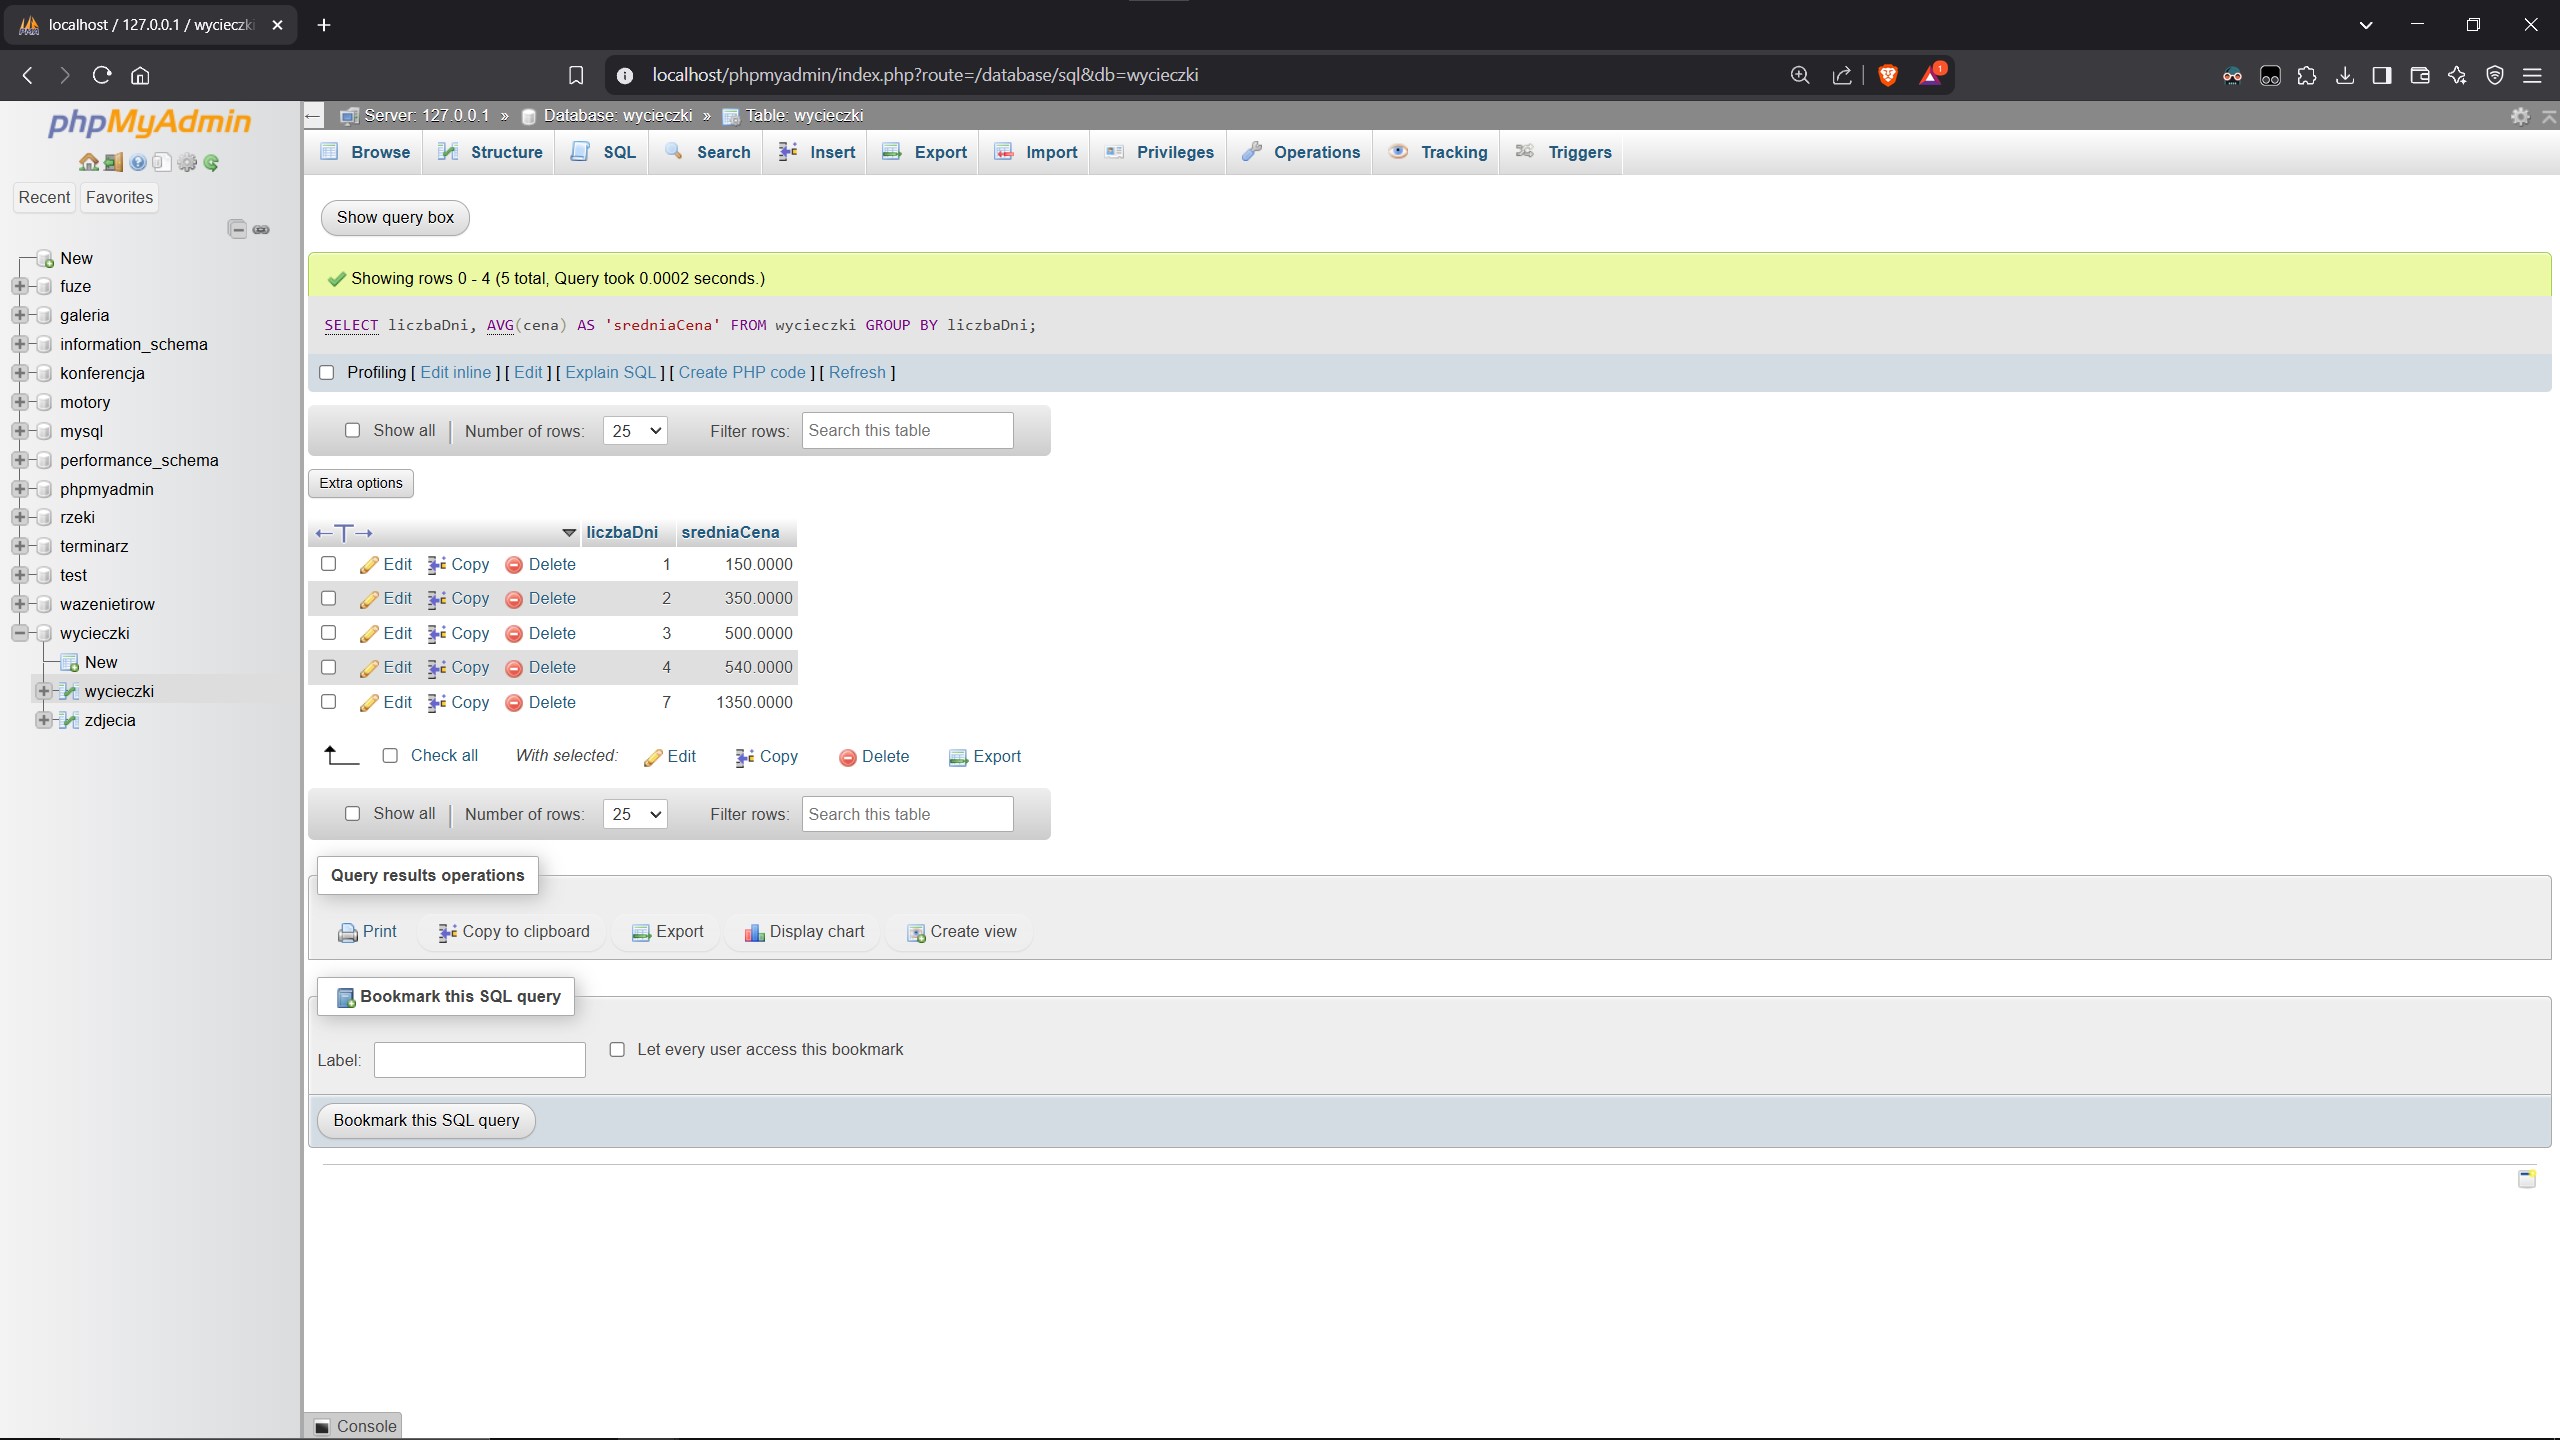 localhost / 127.0.0.1 / wycieczki
localhost/phpmyadmin/index.php?route=/database/sql&db=wycieczki
1
phpMyAdmin
Recent Favorites
New
fuze
galeria
information_schema
konferencja
motory
mysql
performance_schema
phpmyadmin
rzeki
terminarz
test
wazenietirow
wycieczki
New
wycieczki
zdjecia
Server: 127.0.0.1 » Database: wycieczki » Table: wycieczki
Browse Structure SQL Search Insert Export Import Privileges Operations Tracking Triggers
Show query box
Showing rows 0 - 4 (5 total, Query took 0.0002 seconds.)
SELECT liczbaDni, AVG(cena) AS 'sredniaCena' FROM wycieczki GROUP BY liczbaDni;
Profiling [ Edit inline ] [ Edit ] [ Explain SQL ] [ Create PHP code ] [ Refresh ]
Show all | Number of rows: 25 Filter rows: Search this table
Extra options
←T→ liczbaDni sredniaCena
Edit Copy Delete 1 150.0000
Edit Copy Delete 2 350.0000
Edit Copy Delete 3 500.0000
Edit Copy Delete 4 540.0000
Edit Copy Delete 7 1350.0000
Check all With selected: Edit Copy Delete Export
Show all | Number of rows: 25 Filter rows: Search this table
Query results operations
Print Copy to clipboard Export Display chart Create view
Bookmark this SQL query
Label: Let every user access this bookmark
Bookmark this SQL query
Console